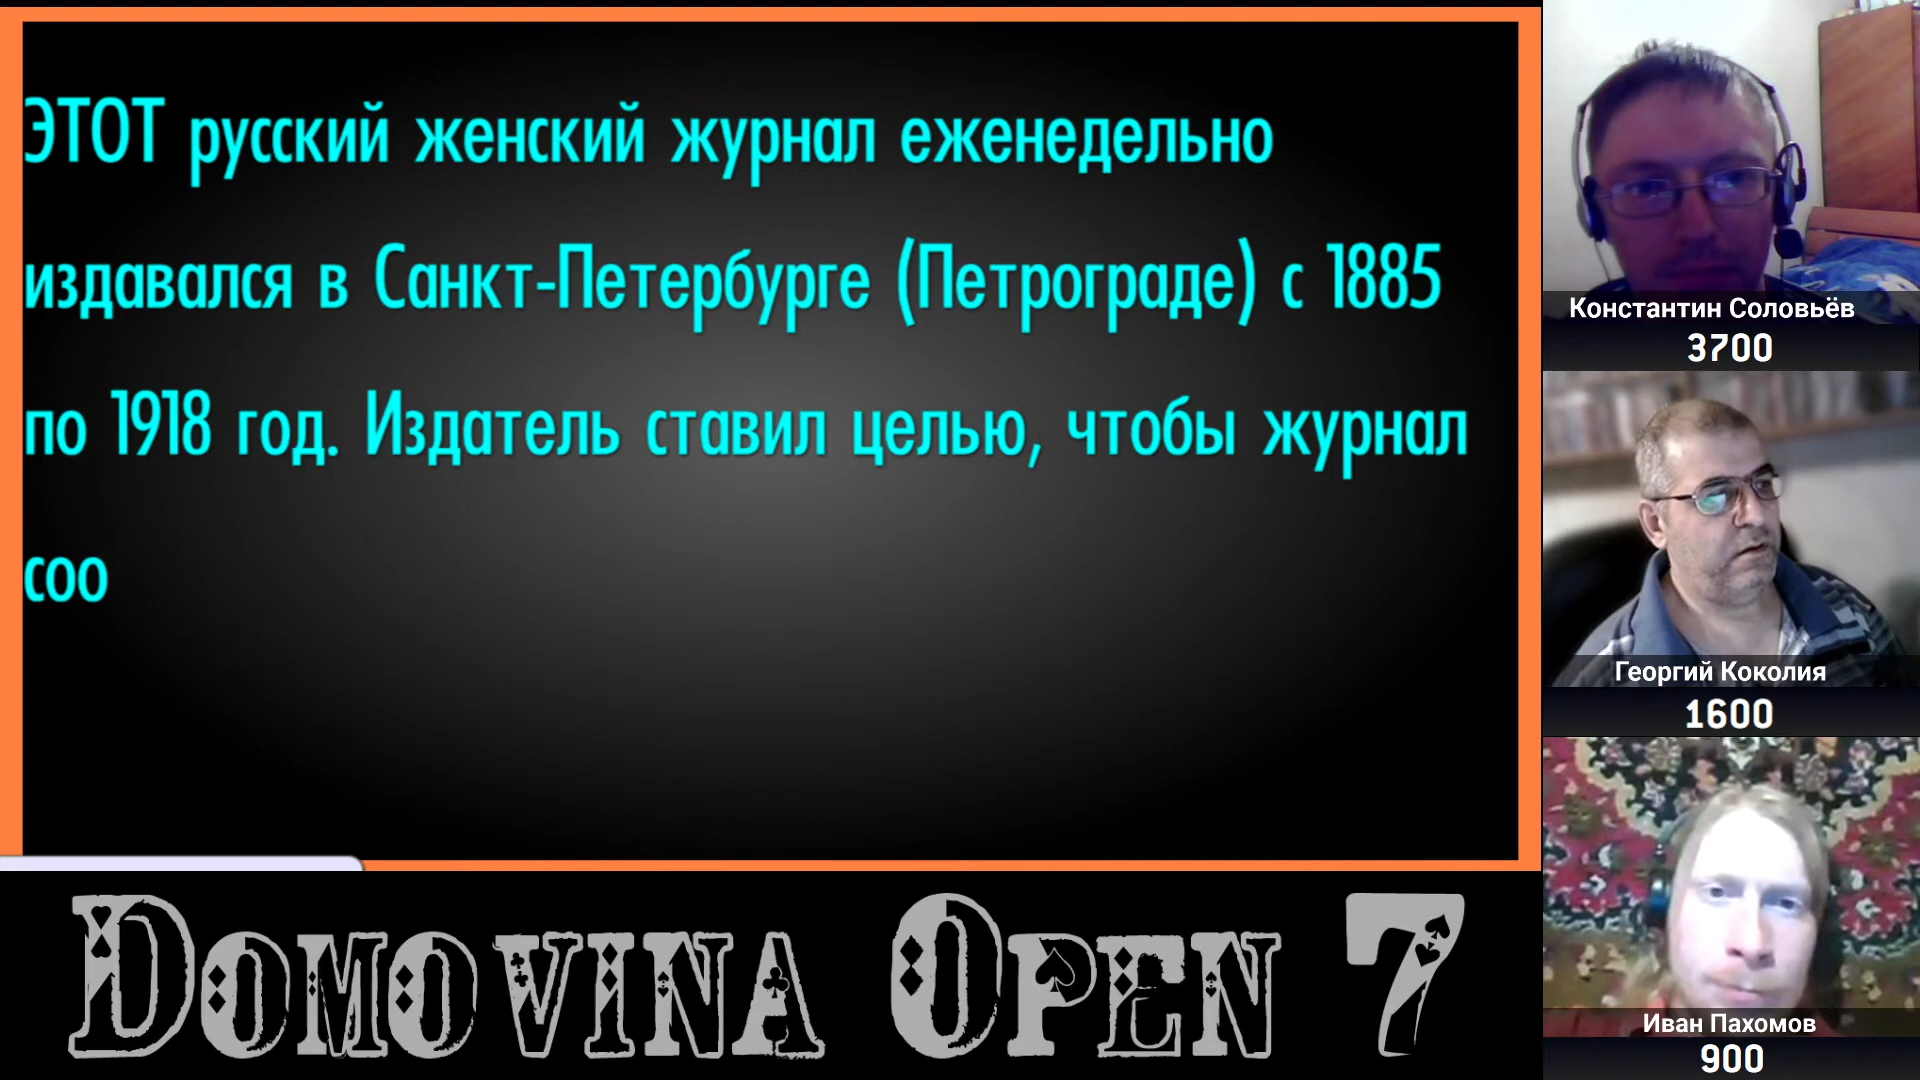 ЭТОТ русский женский журнал еженедельно
издавался в Санкт-Петербурге (Петрограде) с 1885
по 1918 год. Издатель ставил целью, чтобы журнал
соо
Константин Соловьёв
3700
Георгий Коколия
1600
Иван Пахомов
900
Domovina Open 7